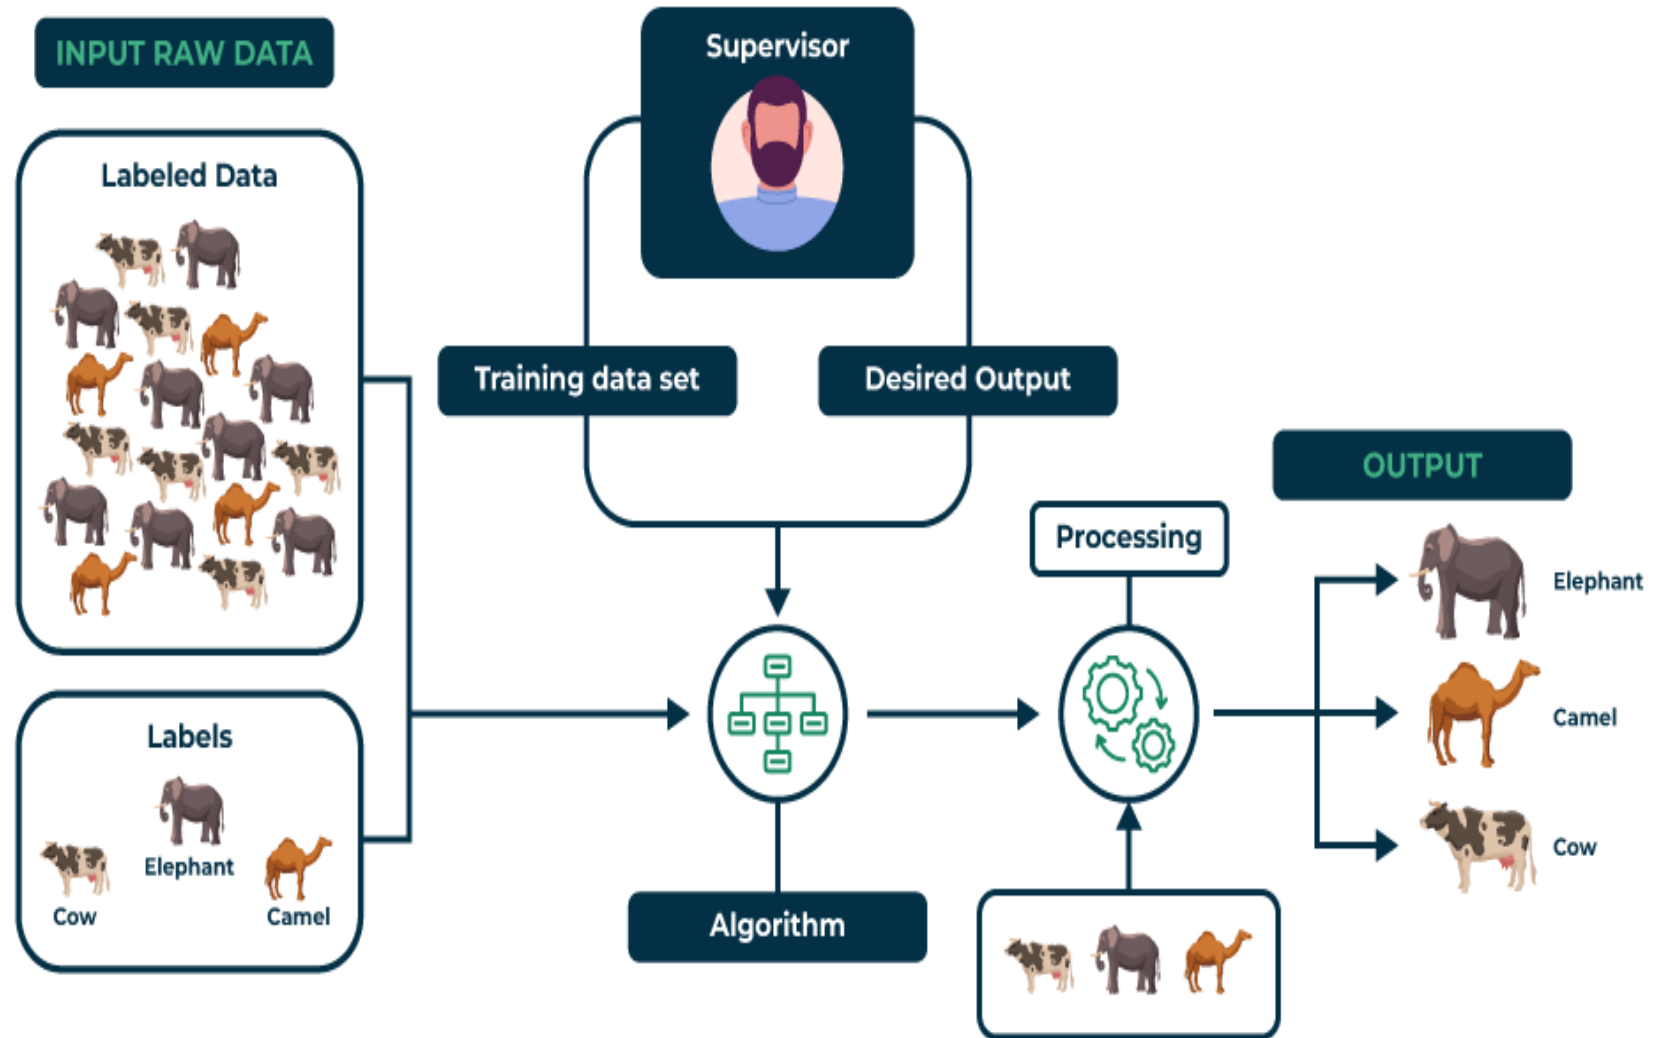 INPUT RAW DATA
Supervisor
Labeled Data
Training data set
Desired Output
OUTPUT
Processing
Elephant
Camel
Cow
Labels
Elephant
Cow
Camel
Algorithm